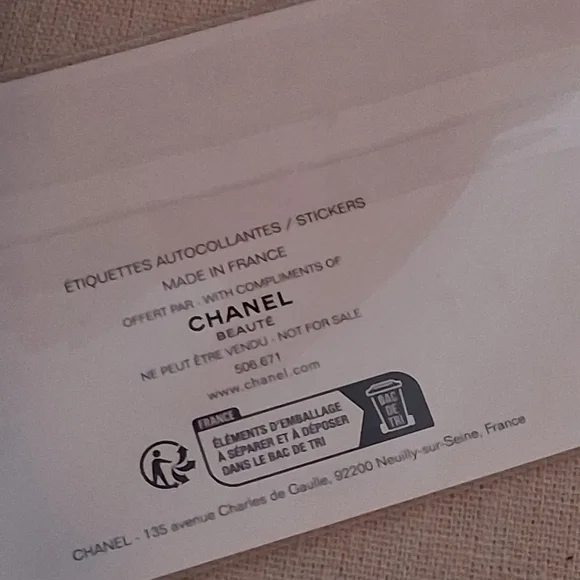 ÉTIQUETTES AUTOCOLLANTES / STICKERS
MADE IN FRANCE
OFFERT PAR - WITH COMPLIMENTS OF
CHANEL
BEAUTÉ
NE PEUT ÊTRE VENDU - NOT FOR SALE
506.671
www.chanel.com
FRANCE
ÉLÉMENTS D'EMBALLAGE
À SÉPARER ET À DÉPOSER
DANS LE BAC DE TRI
BAC
DE
TRI
CHANEL - 135 avenue Charles de Gaulle, 92200 Neuilly-sur-Seine, France